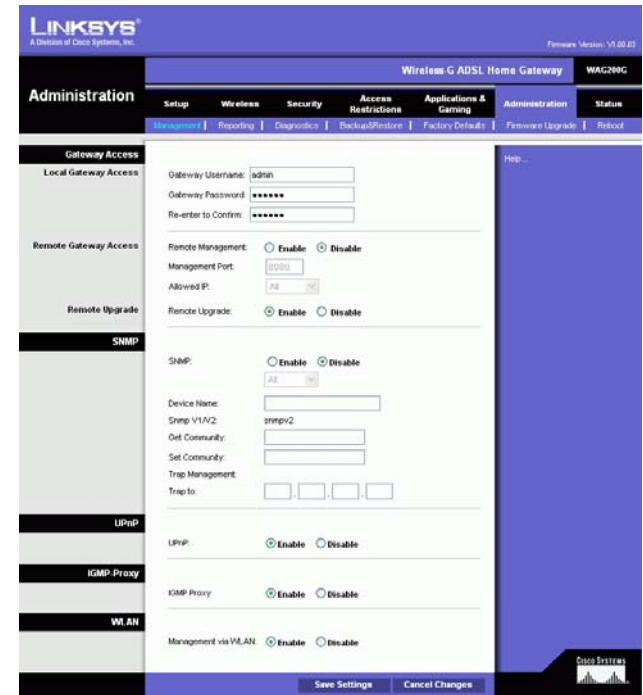 LINKSYS®
A Division of Cisco Systems, Inc.
Firmware Version: V1.00.03
Wireless-G ADSL Home Gateway WAG200G
Administration
Setup Wireless Security Access Restrictions Applications & Gaming Administration Status
Management | Reporting | Diagnostics | Backup&Restore | Factory Defaults | Firmware Upgrade | Reboot
Gateway Access
Local Gateway Access
Gateway Username: admin
Gateway Password: ••••••
Re-enter to Confirm: ••••••
Help...
Remote Gateway Access
Remote Management: Enable Disable
Management Port: 8080
Allowed IP: All
Remote Upgrade
Remote Upgrade: Enable Disable
SNMP
SNMP: Enable Disable
All
Device Name:
Snmp V1/V2: snmpv2
Get Community:
Set Community:
Trap Management:
Trap to:
UPnP
UPnP: Enable Disable
IGMP-Proxy
IGMP Proxy Enable Disable
WLAN
Management via WLAN: Enable Disable
Save Settings Cancel Changes
CISCO SYSTEMS